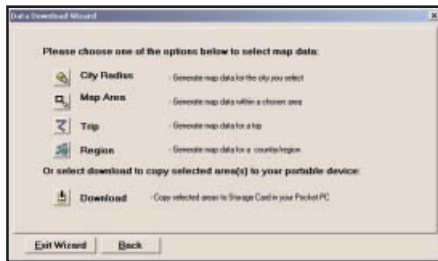 Data Download Wizard
Please choose one of the options below to select map data:
City Radius - Generate map data for the city you select
Map Area - Generate map data within a chosen area
Trip - Generate map data for a trip
Region - Generate map data for a country/region
Or select download to copy selected area(s) to your portable device:
Download - Copy selected areas to Storage Card in your Pocket PC
Exit Wizard Back